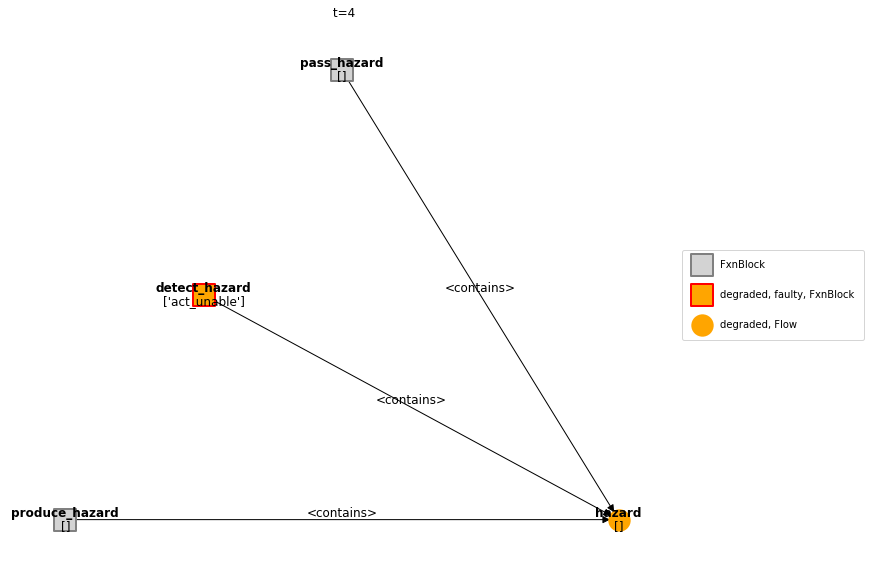 t=4
pass_hazard
[]
<contains>
FxnBlock
degraded, faulty, FxnBlock
degraded, Flow
detect_hazard
['act_unable']
<contains>
produce_hazard
[]
<contains>
hazard
[]